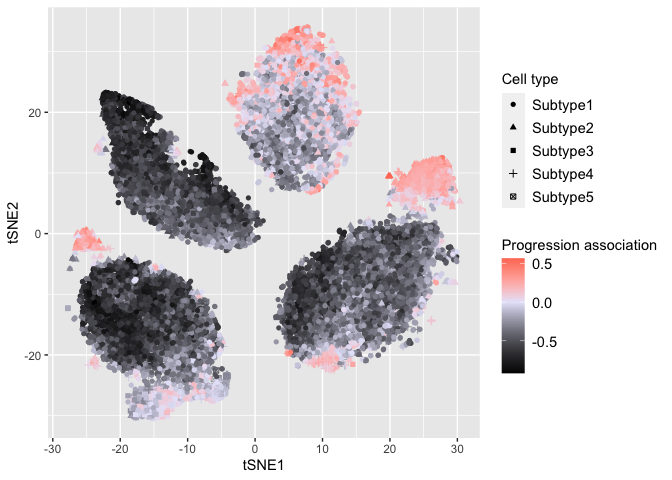 20
0
-20
tSNE2
-30
-20
-10
0
10
20
30
tSNE1
Cell type
Subtype1
Subtype2
Subtype3
Subtype4
Subtype5
Progression association
0.5
0.0
-0.5